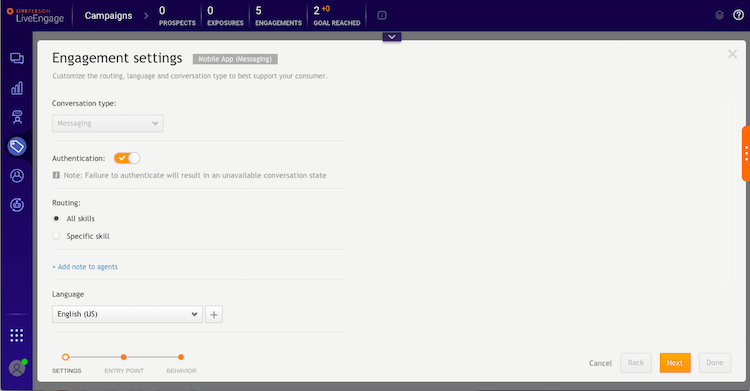 LIVEPERSON
LiveEngage
Campaigns
0
PROSPECTS
0
EXPOSURES
5
ENGAGEMENTS
2 +0
GOAL REACHED
Engagement settings
Mobile App (Messaging)
Customize the routing, language and conversation type to best support your consumer.
Conversation type:
Messaging
Authentication:
Note: Failure to authenticate will result in an unavailable conversation state
Routing:
All skills
Specific skill
+ Add note to agents
Language
English (US)
+
SETTINGS
ENTRY POINT
BEHAVIOR
Cancel
Back
Next
Done